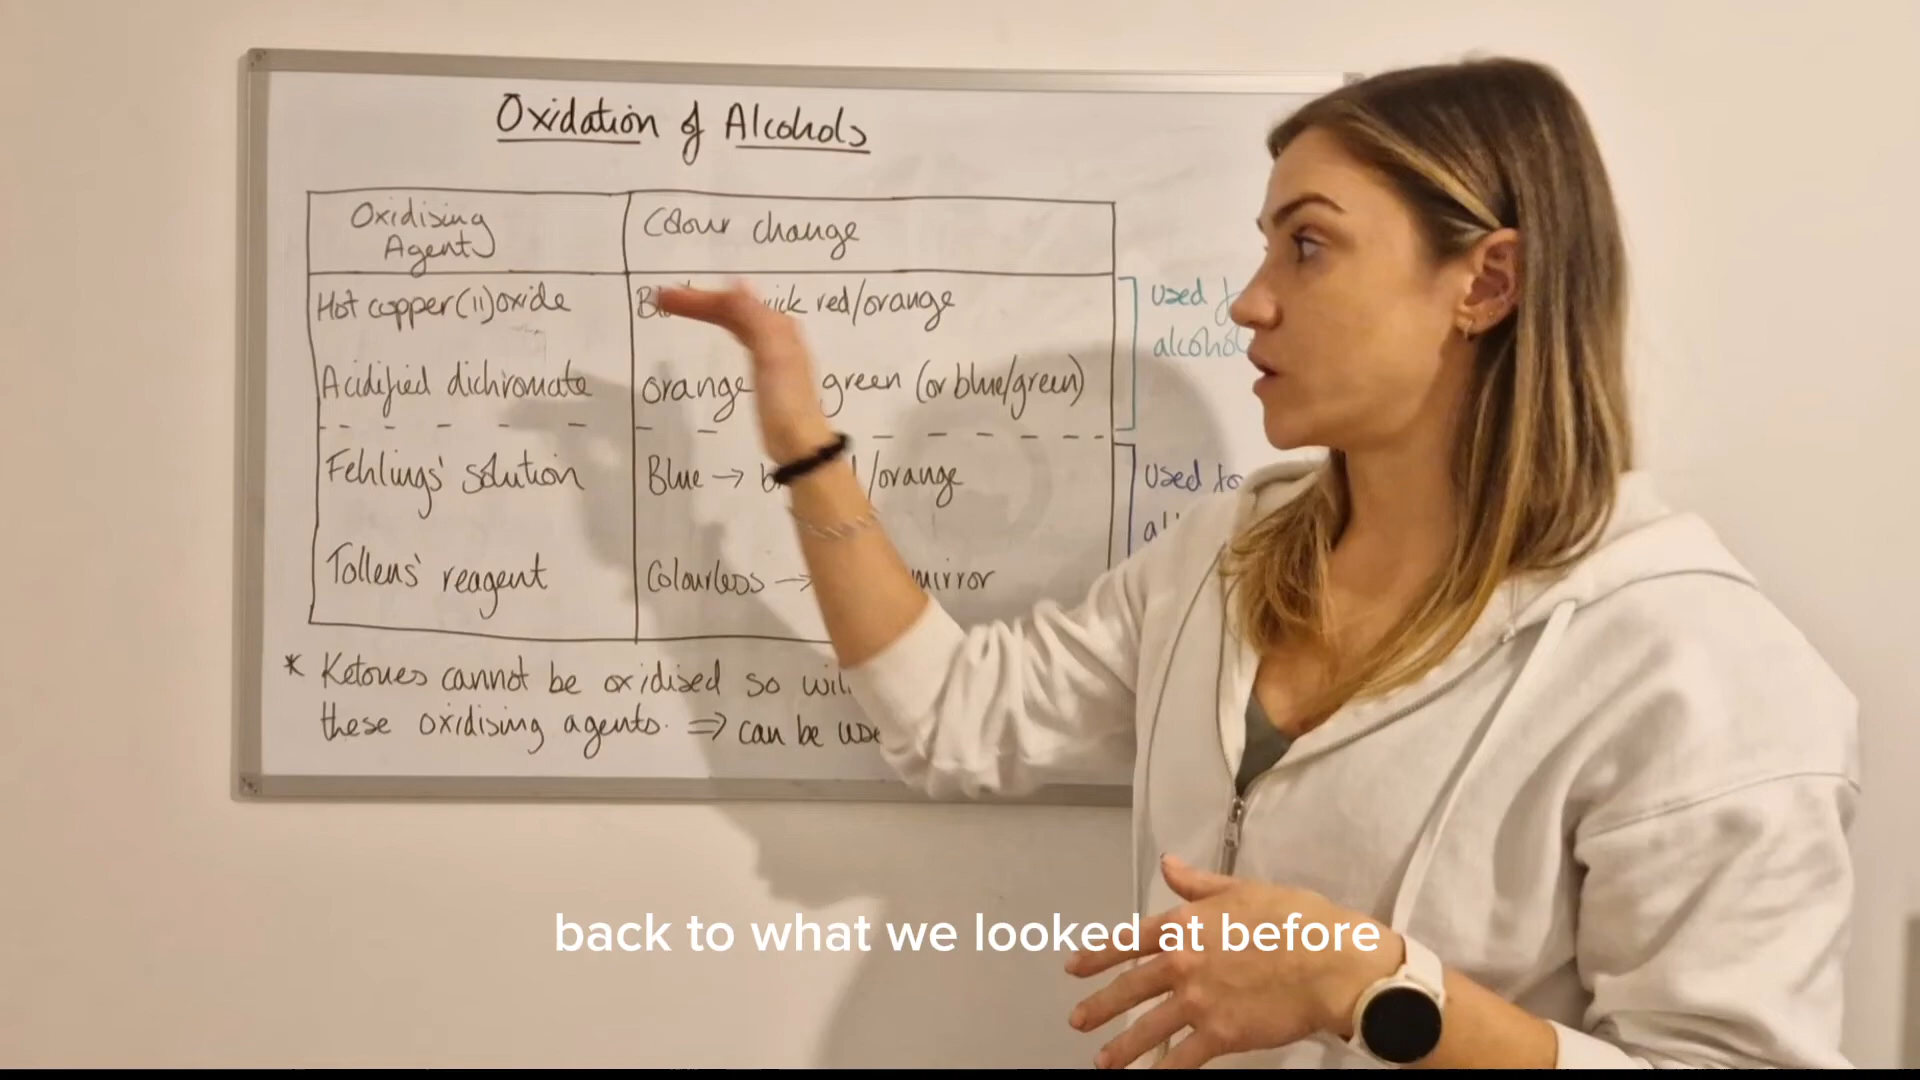 Oxidation of Alcohols
Oxidising
Agent
Colour change
Hot copper(II)oxide
red/orange
Acidified dichromate
orange green (or blue/green)
Fehlings' solution
Blue → /orange
Tollens' reagent
Colourless → mirror
used
used to
* Ketones cannot be oxidised so
these oxidising agents. ⇒ can be
back to what we looked at before